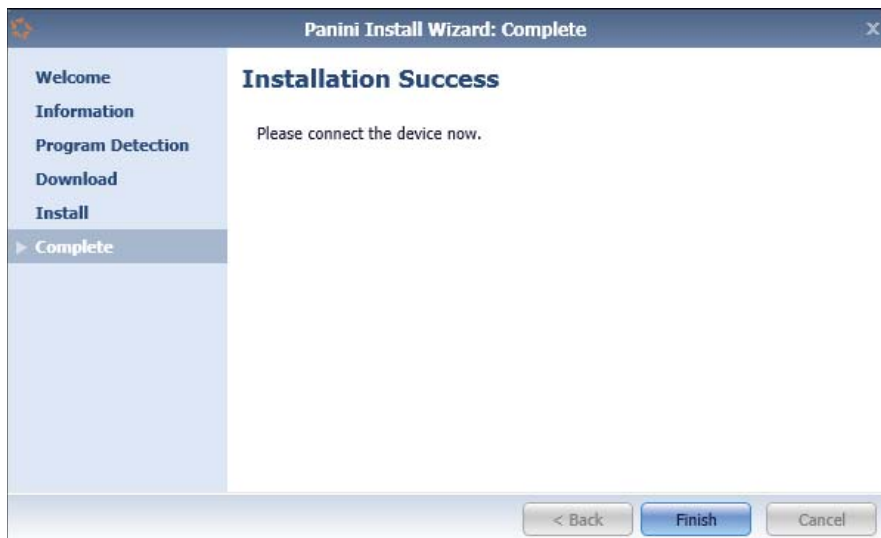 Panini Install Wizard: Complete
x
Welcome
Information
Program Detection
Download
Install
Complete
Installation Success
Please connect the device now.
< Back
Finish
Cancel